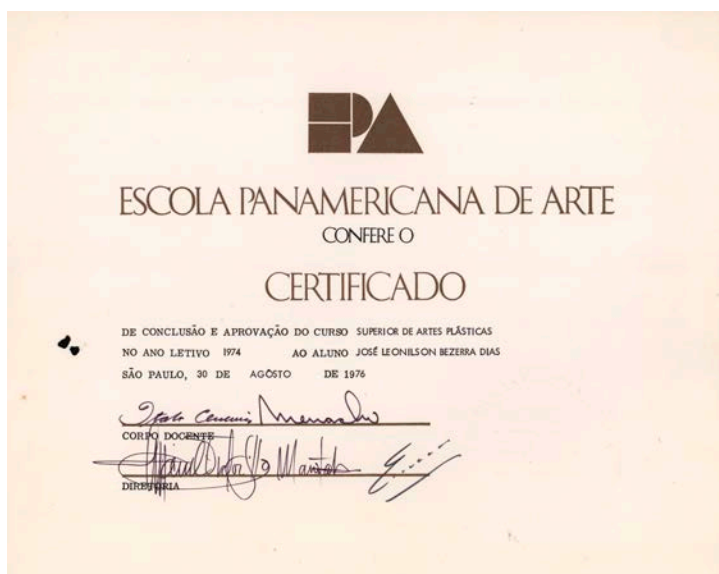 EPA
ESCOLA PANAMERICANA DE ARTE
CONFERE O
CERTIFICADO
DE CONCLUSÃO E APROVAÇÃO DO CURSO SUPERIOR DE ARTES PLÁSTICAS
NO ANO LETIVO 1974 AO ALUNO JOSÉ LEONILSON BEZERRA DIAS
SÃO PAULO, 30 DE AGÔSTO DE 1976
CORPO DOCENTE
DIRETORIA